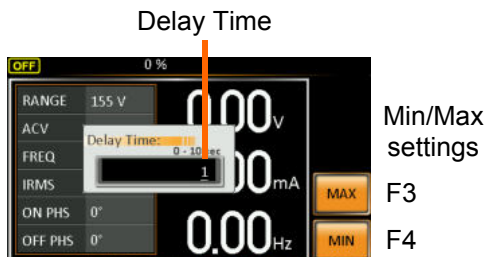 Delay Time
OFF 0 %
RANGE 155 V
0.00V
ACV
Delay Time:
0 - 10 sec
FREQ
1
IRMS
00mA
ON PHS 0°
OFF PHS 0°
0.00Hz
MAX
MIN
Min/Max
settings
F3
F4